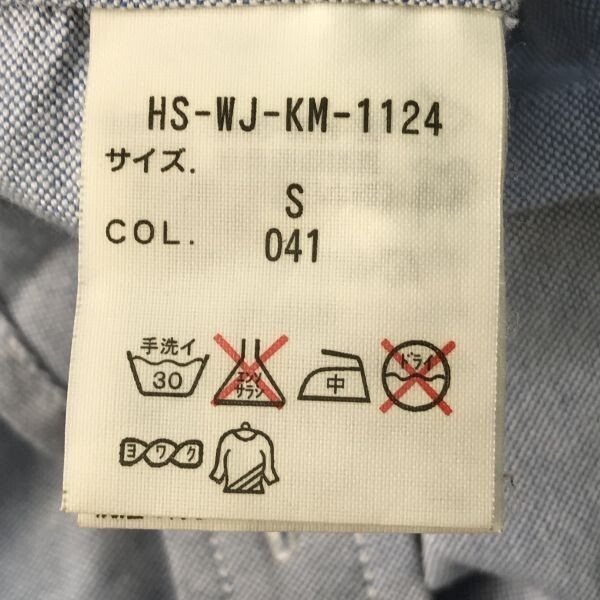 HS-WJ-KM-1124
サイズ.
S
COL.
041
手洗イ
30
エンソ
サラシ
中
ドライ
ヨワク